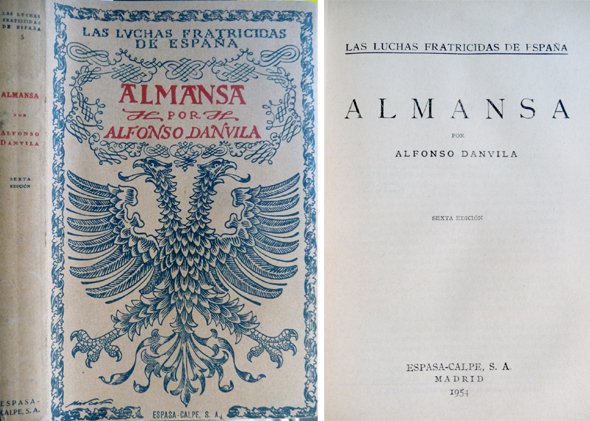 LAS LUCHAS
FRATRICIDAS
DE ESPAÑA
5
ALMANSA
POR
ALFONSO
DANVILA
SEXTA
EDICIÓN
ESPASA-
CALPE, S. A.
LAS LUCHAS FRATRICIDAS
DE ESPAÑA
ALMANSA
POR
ALFONSO DANVILA
ESPASA-CALPE, S. A.
LAS LUCHAS FRATRICIDAS DE ESPAÑA
ALMANSA
POR
ALFONSO DANVILA
SEXTA EDICIÓN
ESPASA-CALPE, S. A.
MADRID
1954